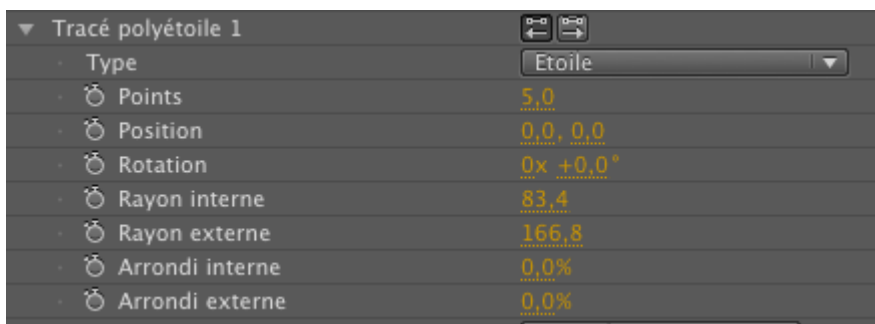 Tracé polyétoile 1
Type Etoile
Points 5,0
Position 0,0, 0,0
Rotation 0x +0,0°
Rayon interne 83,4
Rayon externe 166,8
Arrondi interne 0,0%
Arrondi externe 0,0%